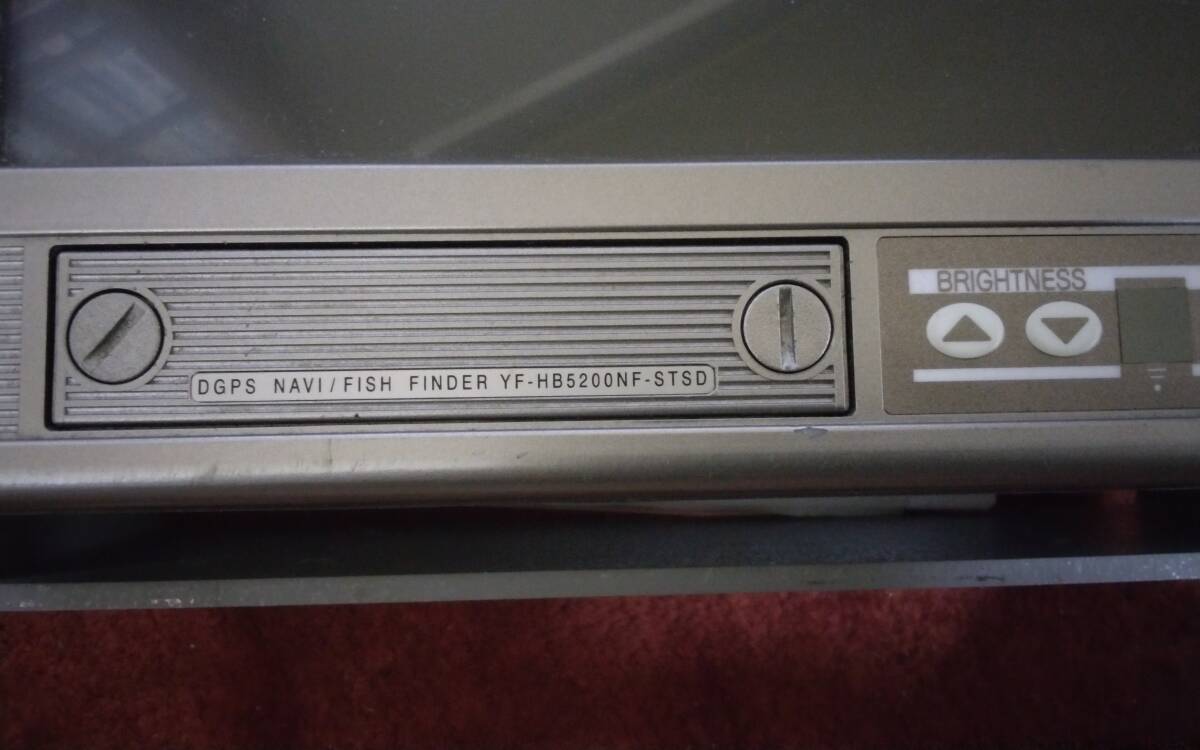 BRIGHTNESS
DGPS NAVI/FISH FINDER YF-HB5200NF-STSD